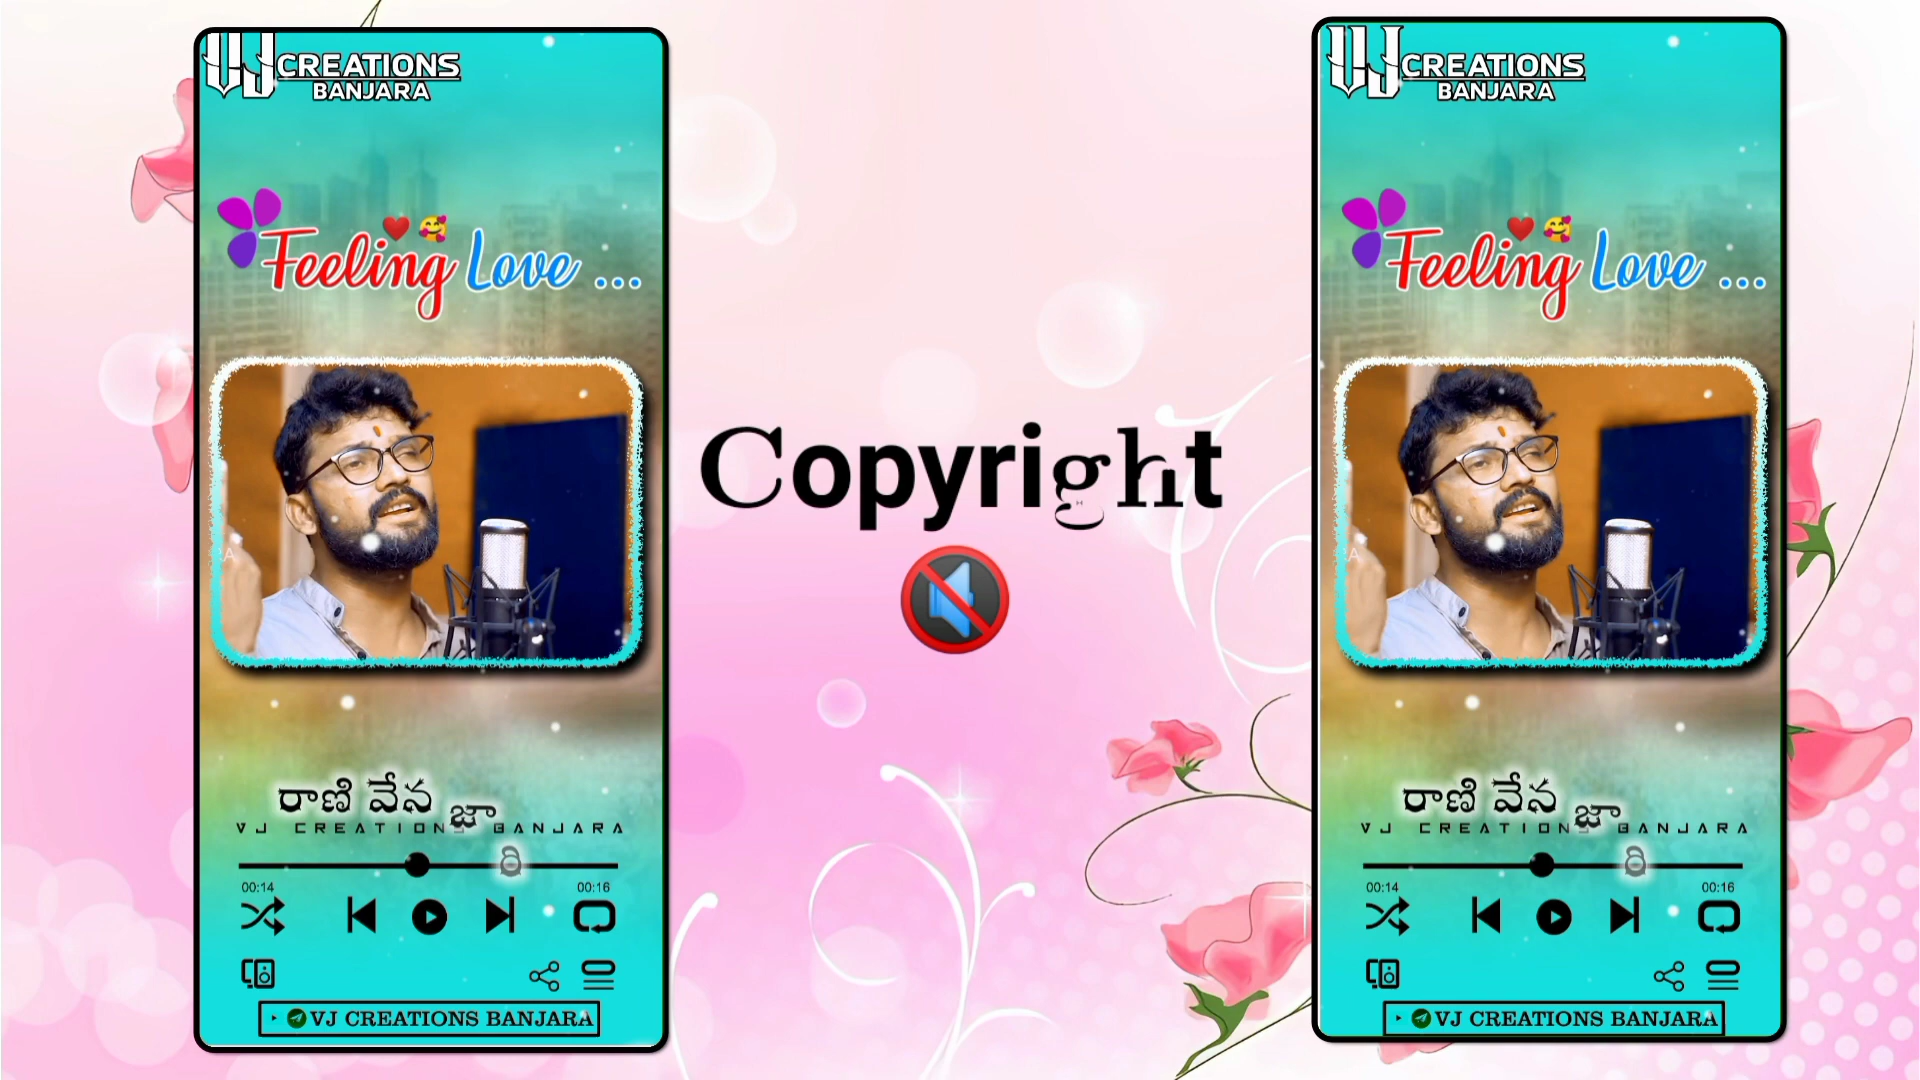 VJ CREATIONS
BANJARA
Feeling Love ...
రాణి వేన జా
VJ CREATIONS BANJARA
00:14 00:16
VJ CREATIONS BANJARA
Copyright
VJ CREATIONS
BANJARA
Feeling Love ...
రాణి వేన జా
VJ CREATIONS BANJARA
00:14 00:16
VJ CREATIONS BANJARA